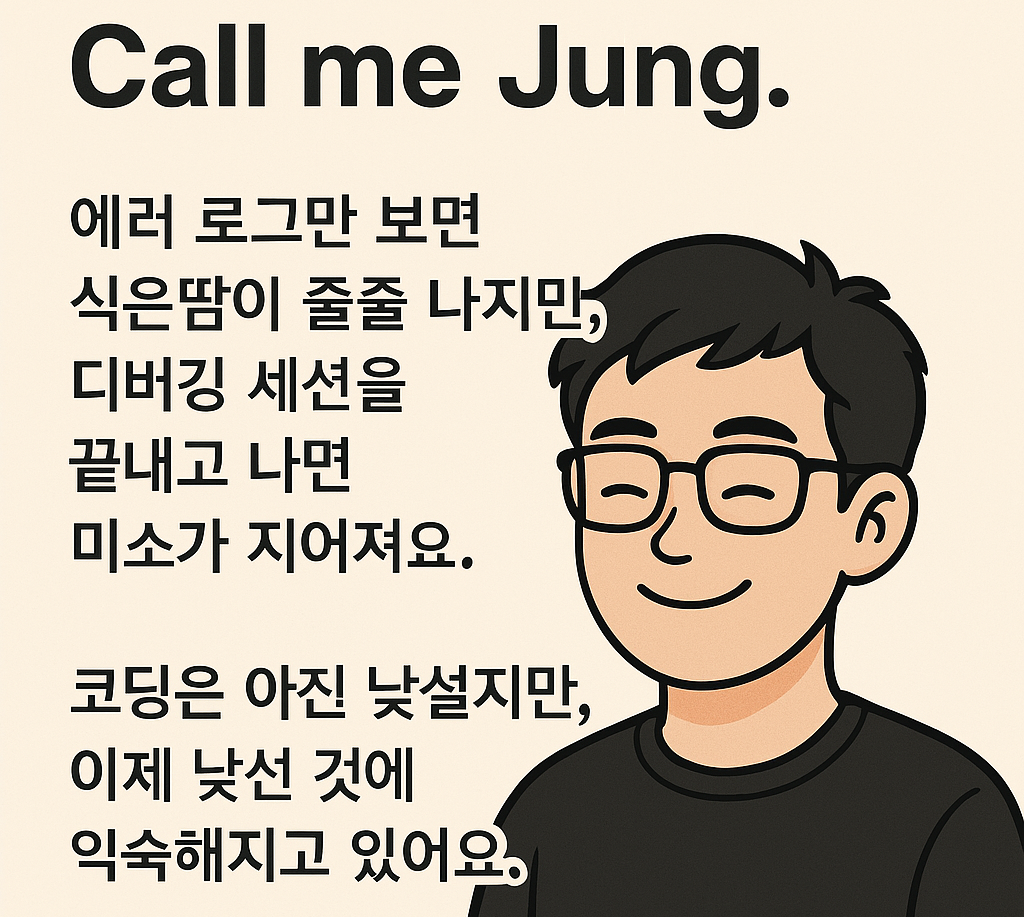 Call me Jung.
에러 로그만 보면
식은땀이 줄줄 나지만,
디버깅 세션을
끝내고 나면
미소가 지어져요.
코딩은 아진 낮설지만,
이제 낮선 것에
익숙해지고 있어요.